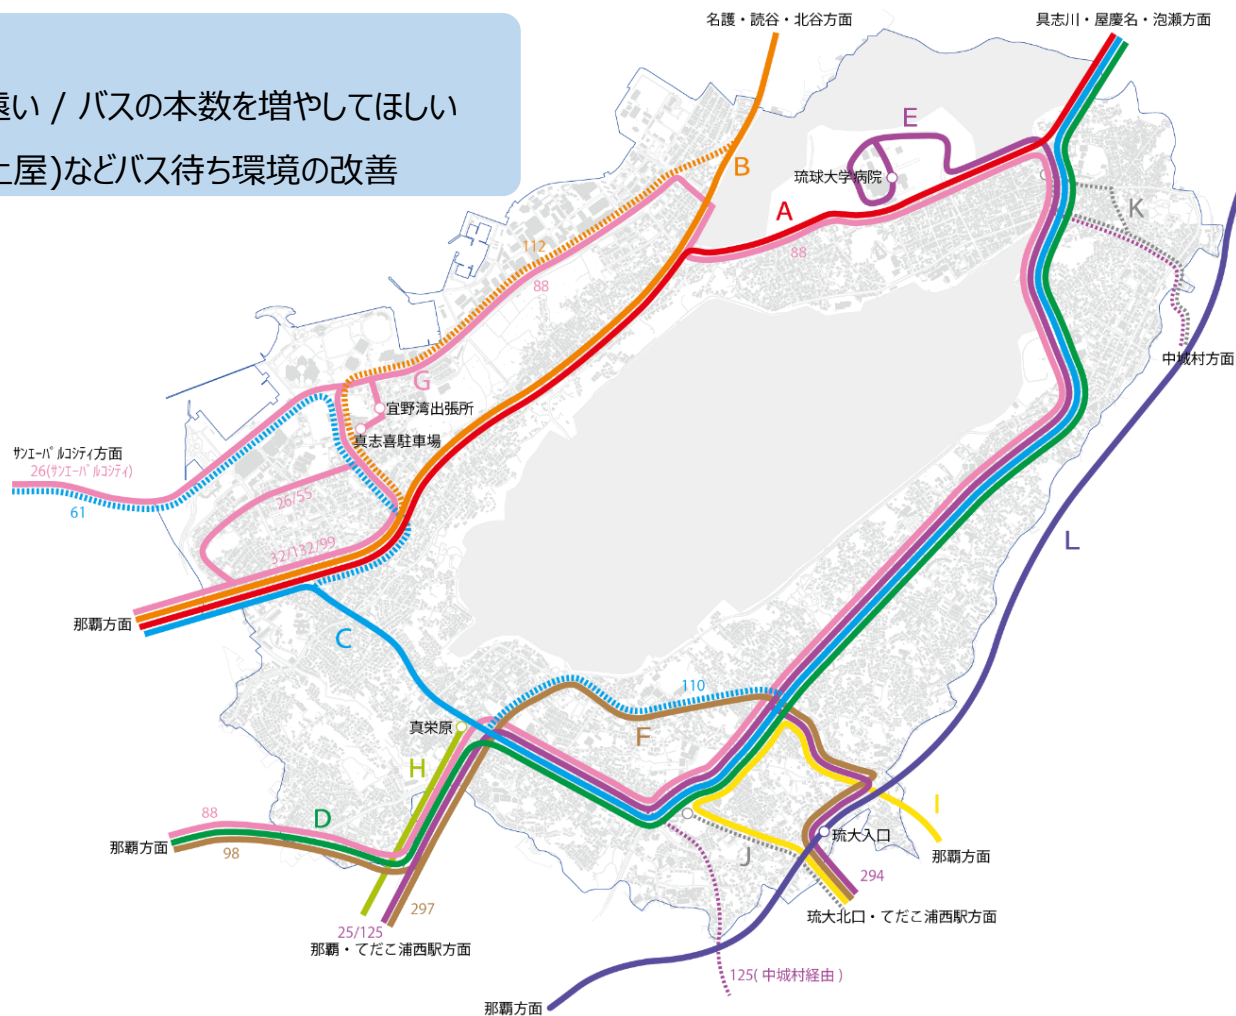 名護・読谷・北谷方面
具志川・屋慶名・泡瀬方面
遠い / バスの本数を増やしてほしい
上屋)などバス待ち環境の改善
E
B
琉球大学病院
A
K
112
88
88
中城村方面
G
宜野湾出張所
真志喜駐車場
サンエーパルコシティ方面
26(サンエーパルコシティ)
61
26/55
32/132/99
L
那覇方面
C
110
真栄原
F
H
I
88
D
那覇方面
98
琉大入口
J
那覇方面
294
297
琉大北口・てだこ浦西駅方面
25/125
那覇・てだこ浦西駅方面
125(中城村経由)
那覇方面